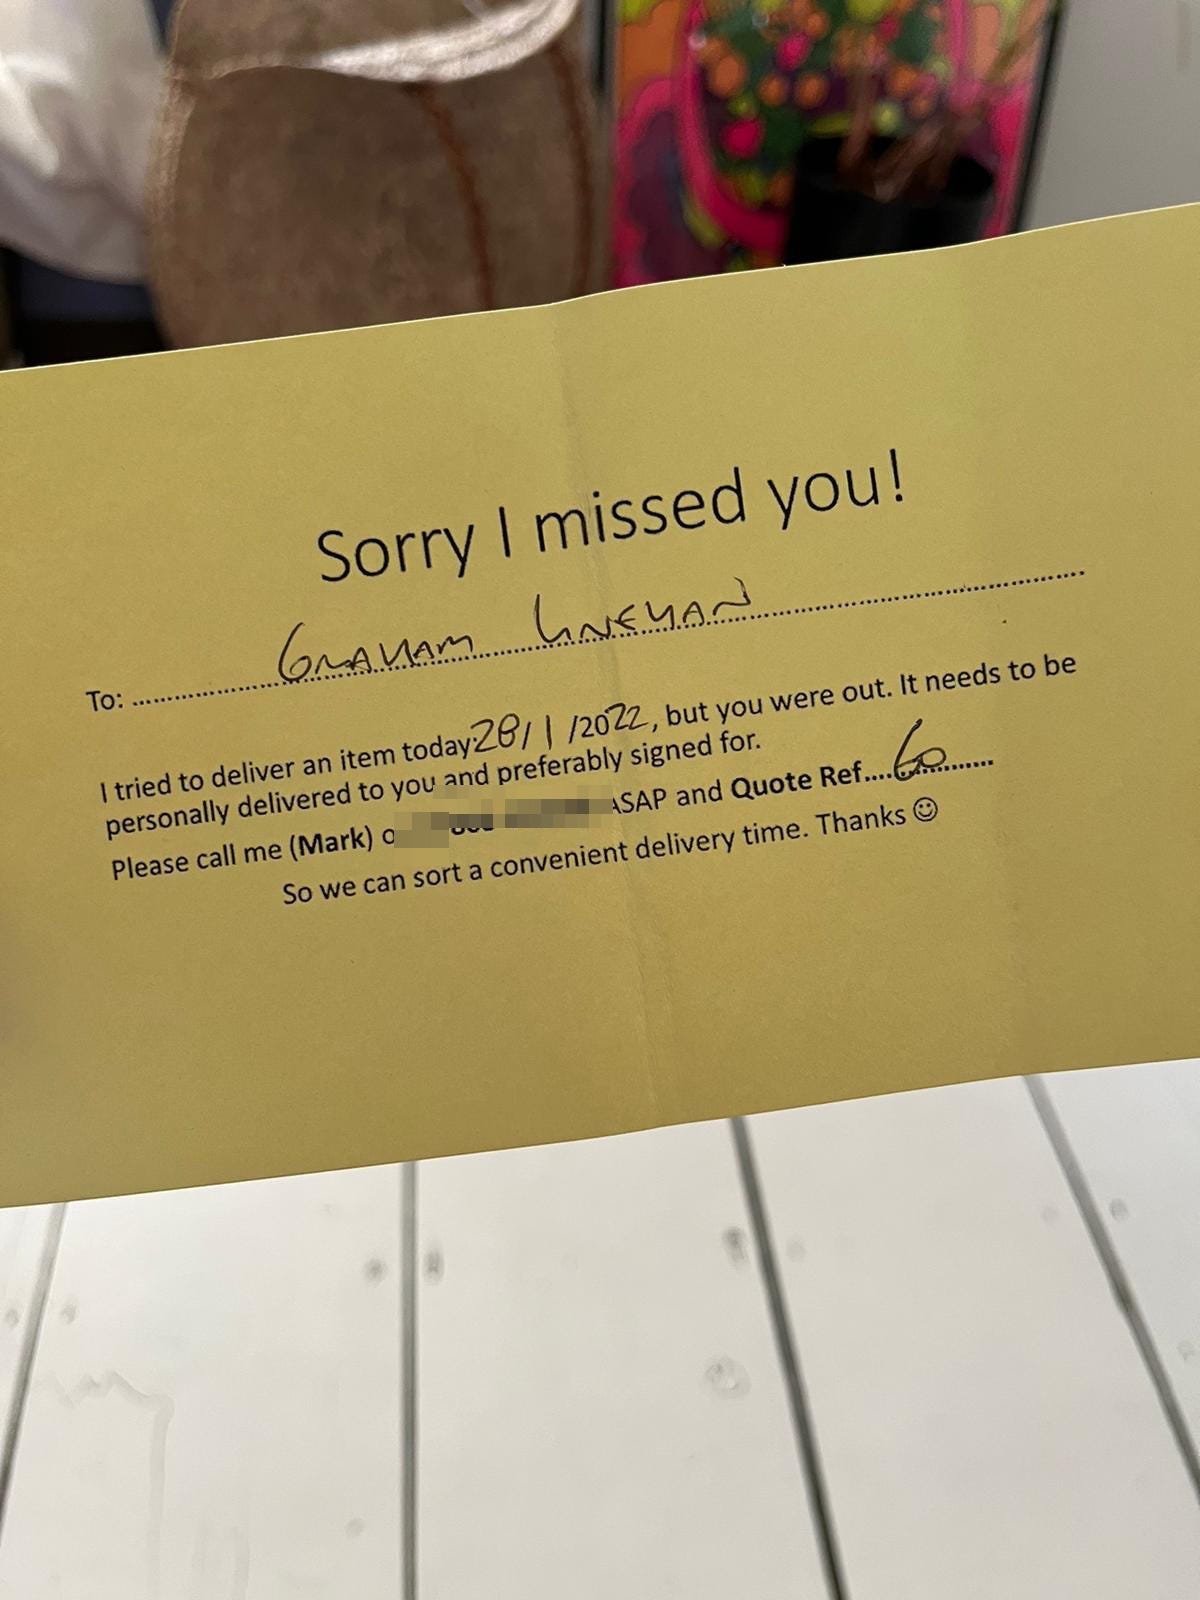 Sorry I missed you!
To: ........GRAHAM LINEHAN........
I tried to deliver an item today 28/1/2022, but you were out. It needs to be
personally delivered to you and preferably signed for.
Please call me (Mark) ASAP and Quote Ref....60..........
So we can sort a convenient delivery time. Thanks ☺